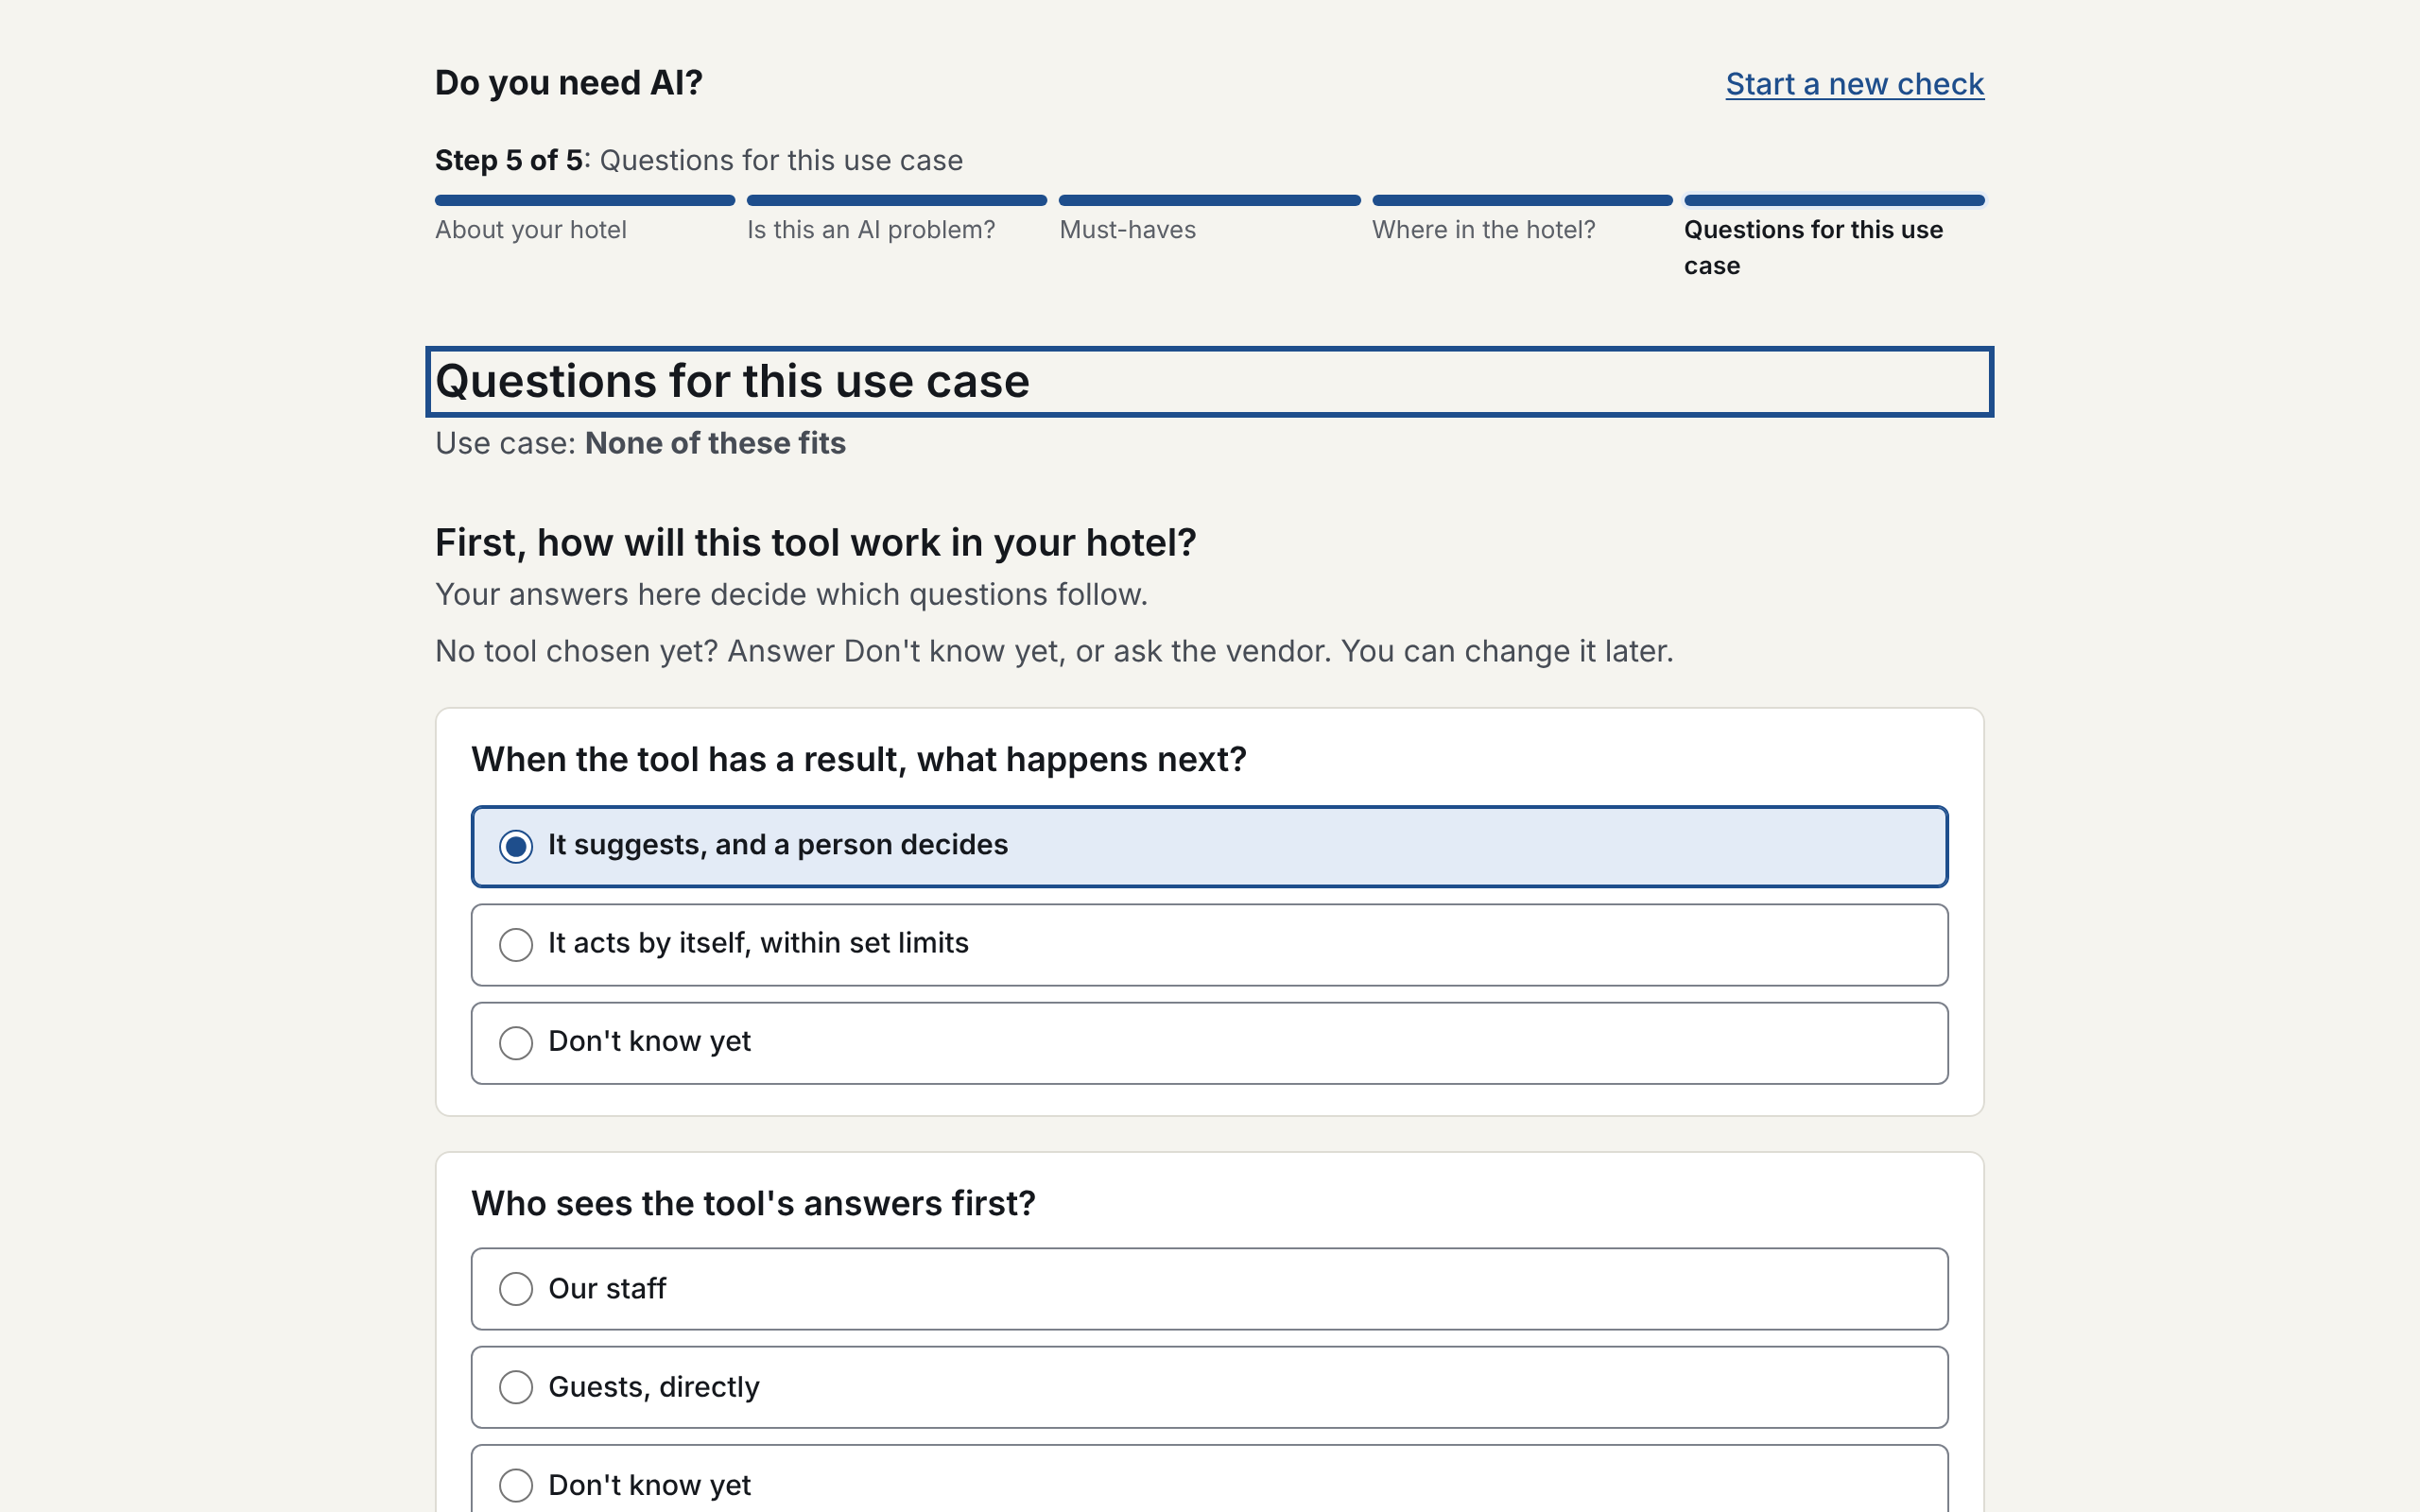 Do you need AI?
Start a new check
Step 5 of 5: Questions for this use case
About your hotel
Is this an AI problem?
Must-haves
Where in the hotel?
Questions for this use
case
Questions for this use case
Use case: None of these fits
First, how will this tool work in your hotel?
Your answers here decide which questions follow.
No tool chosen yet? Answer Don't know yet, or ask the vendor. You can change it later.
When the tool has a result, what happens next?
It suggests, and a person decides
It acts by itself, within set limits
Don't know yet
Who sees the tool's answers first?
Our staff
Guests, directly
Don't know yet